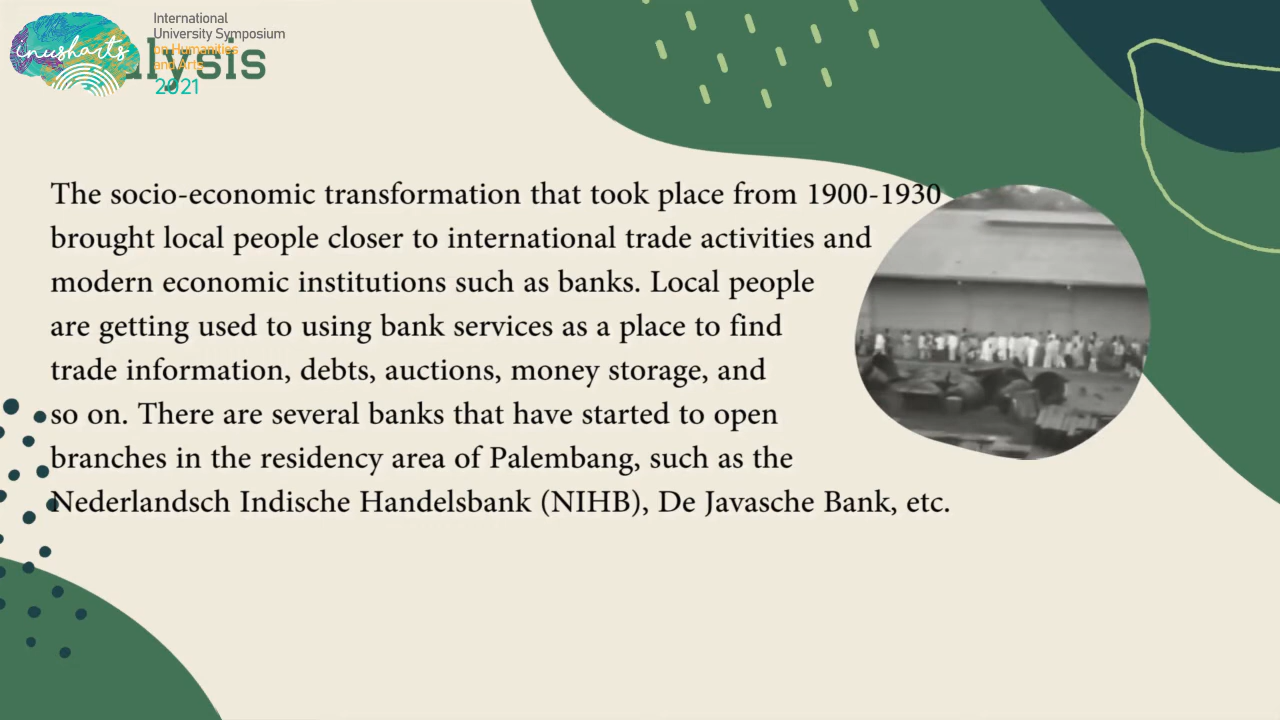 International
University Symposium
on Humanities
and Arts
2021
inusharts
alysis
The socio-economic transformation that took place from 1900-1930
brought local people closer to international trade activities and
modern economic institutions such as banks. Local people
are getting used to using bank services as a place to find
trade information, debts, auctions, money storage, and
so on. There are several banks that have started to open
branches in the residency area of Palembang, such as the
Nederlandsch Indische Handelsbank (NIHB), De Javasche Bank, etc.